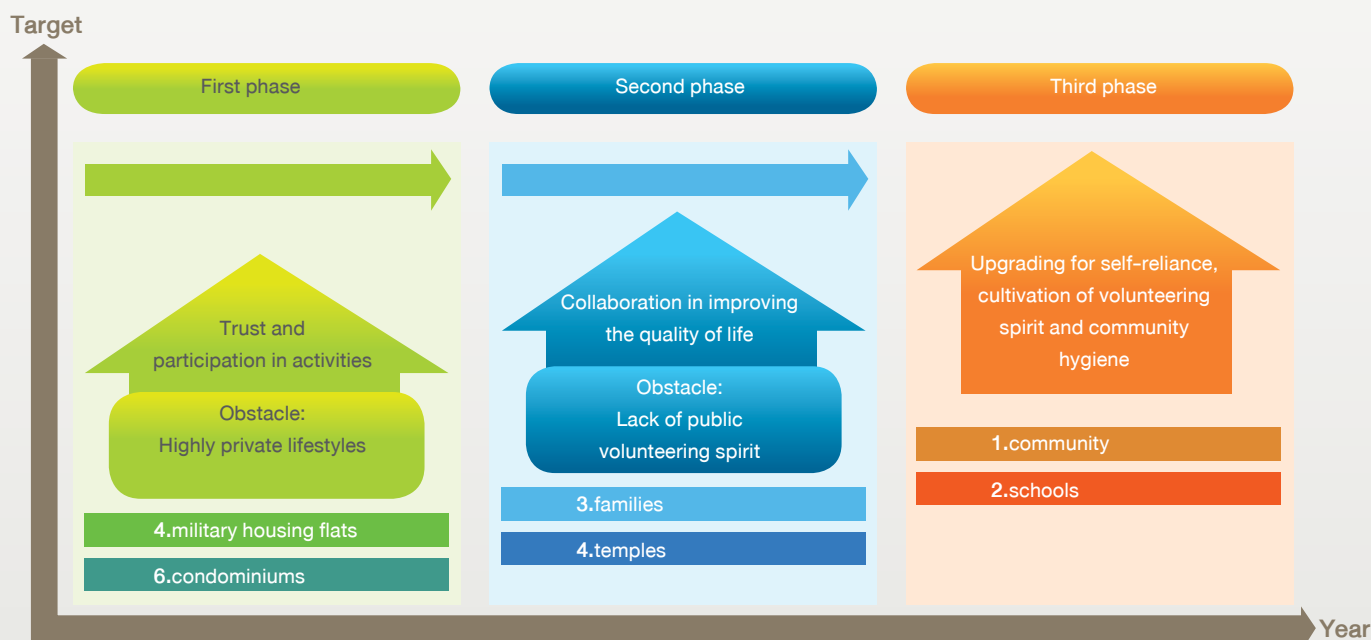 Target
First phase
Second phase
Third phase
Trust and
participation in activities
Obstacle:
Highly private lifestyles
4.military housing flats
6.condominiums
Collaboration in improving
the quality of life
Obstacle:
Lack of public
volunteering spirit
3.families
4.temples
Upgrading for self-reliance,
cultivation of volunteering
spirit and community
hygiene
1.community
2.schools
Year